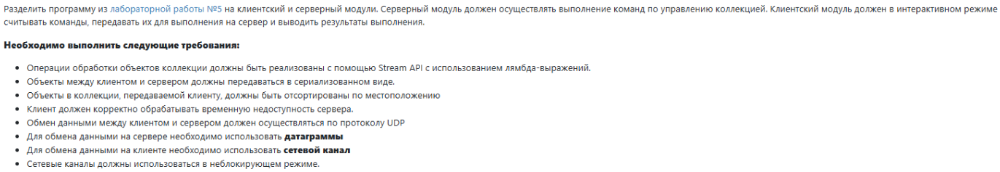 Разделить программу из лабораторной работы №5 на клиентский и серверный модули. Серверный модуль должен осуществлять выполнение команд по управлению коллекцией. Клиентский модуль должен в интерактивном режиме
считывать команды, передавать их для выполнения на сервер и выводить результаты выполнения.
Необходимо выполнить следующие требования:
• Операции обработки объектов коллекции должны быть реализованы с помощью Stream API с использованием лямбда-выражений.
• Объекты между клиентом и сервером должны передаваться в сериализованном виде.
• Объекты в коллекции, передаваемой клиенту, должны быть отсортированы по местоположению
• Клиент должен корректно обрабатывать временную недоступность сервера.
• Обмен данными между клиентом и сервером должен осуществляться по протоколу UDP
• Для обмена данными на сервере необходимо использовать датаграммы
• Для обмена данными на клиенте необходимо использовать сетевой канал
• Сетевые каналы должны использоваться в неблокирующем режиме.